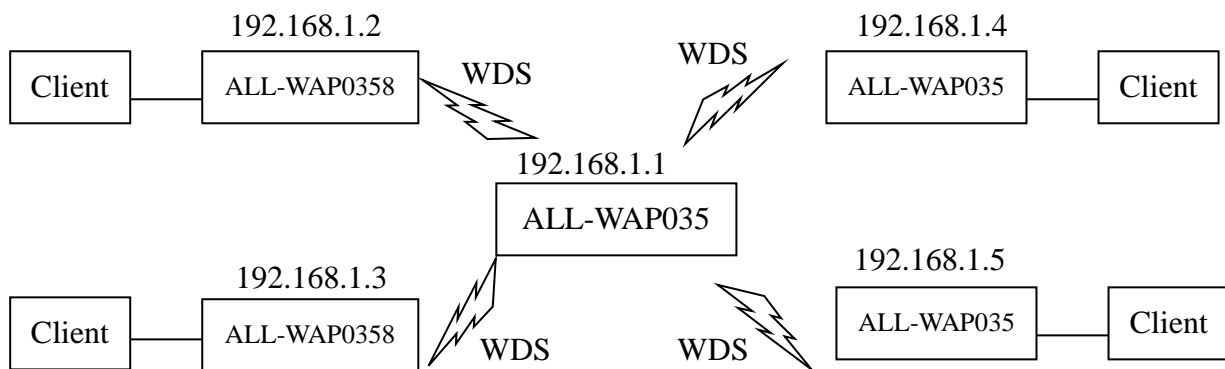 192.168.1.2
192.168.1.4
WDS
WDS
Client
ALL-WAP0358
ALL-WAP035
Client
192.168.1.1
ALL-WAP035
192.168.1.3
192.168.1.5
Client
ALL-WAP0358
ALL-WAP035
Client
WDS
WDS